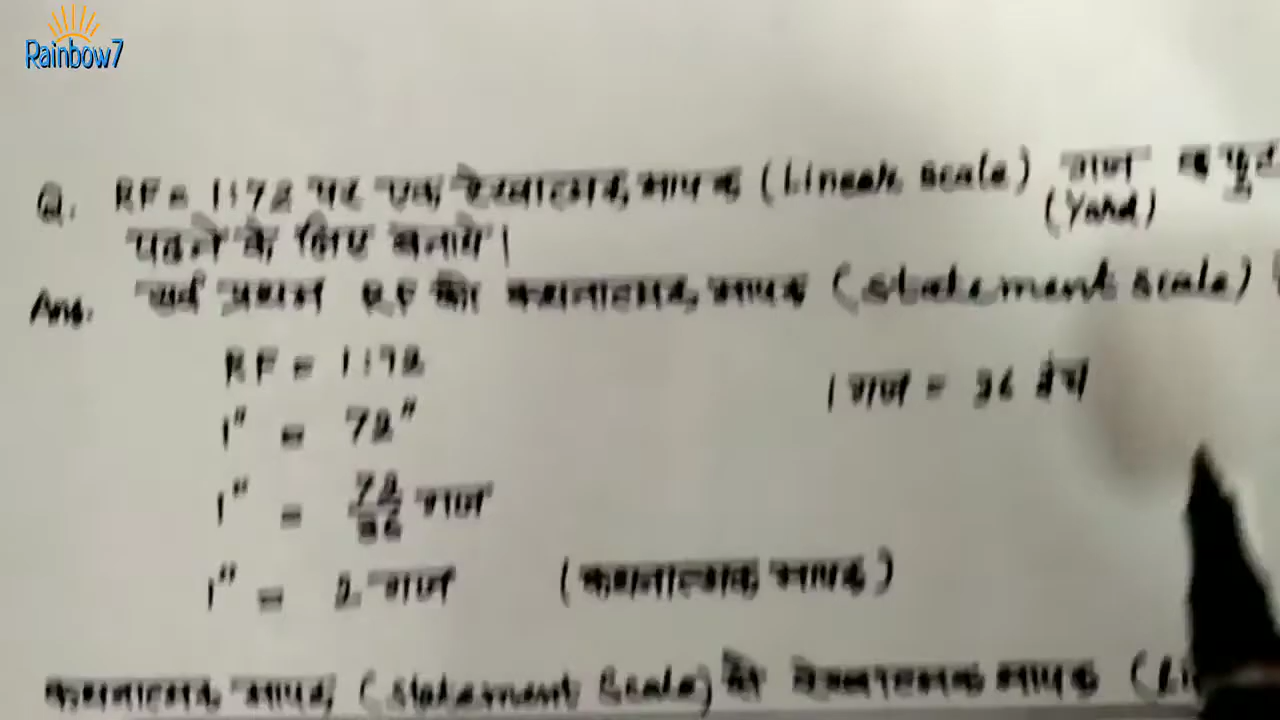 Rainbow7
Q. RF = 1:72 पर एक रेखात्मक मापक (Linear Scale) गज व फुट
(Yard)
पढ़ने के लिए बनायें।
Ans. RF को कथनात्मक मापक (Statement Scale)
RF = 1:72
1 गज = 36 इंच
1" = 72"
1" = 72/36 गज
1" = 2 गज (कथनात्मक मापक)
कथनात्मक मापक (Statement Scale) से रेखात्मक मापक (Li